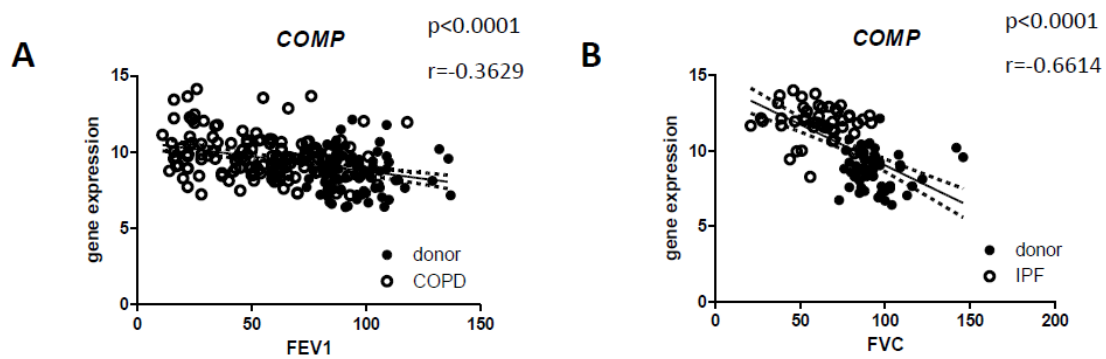 A
COMP
p<0.0001
r=-0.3629
gene expression
15
10
5
0
0
50
100
150
FEV1
donor
COPD
B
COMP
p<0.0001
r=-0.6614
gene expression
15
10
5
0
0
50
100
150
200
FVC
donor
IPF